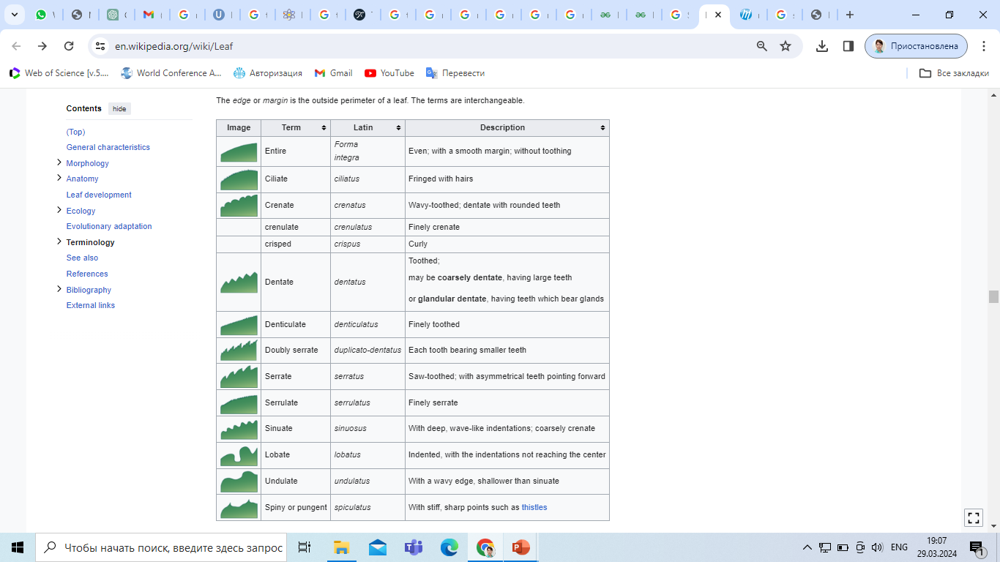 en.wikipedia.org/wiki/Leaf
Приостановлена
Web of Science [v.5....
World Conference A...
Авторизация
Gmail
YouTube
Перевести
Все закладки
Contents hide
(Top)
General characteristics
Morphology
Anatomy
Leaf development
Ecology
Evolutionary adaptation
Terminology
See also
References
Bibliography
External links
The edge or margin is the outside perimeter of a leaf. The terms are interchangeable.
Image Term Latin Description
Entire Forma integra Even; with a smooth margin; without toothing
Ciliate ciliatus Fringed with hairs
Crenate crenatus Wavy-toothed; dentate with rounded teeth
crenulate crenulatus Finely crenate
crisped crispus Curly
Dentate dentatus Toothed;
may be coarsely dentate, having large teeth
or glandular dentate, having teeth which bear glands
Denticulate denticulatus Finely toothed
Doubly serrate duplicato-dentatus Each tooth bearing smaller teeth
Serrate serratus Saw-toothed; with asymmetrical teeth pointing forward
Serrulate serrulatus Finely serrate
Sinuate sinuosus With deep, wave-like indentations; coarsely crenate
Lobate lobatus Indented, with the indentations not reaching the center
Undulate undulatus With a wavy edge, shallower than sinuate
Spiny or pungent spiculatus With stiff, sharp points such as thistles
Чтобы начать поиск, введите здесь запрос
ENG
19:07
29.03.2024
1